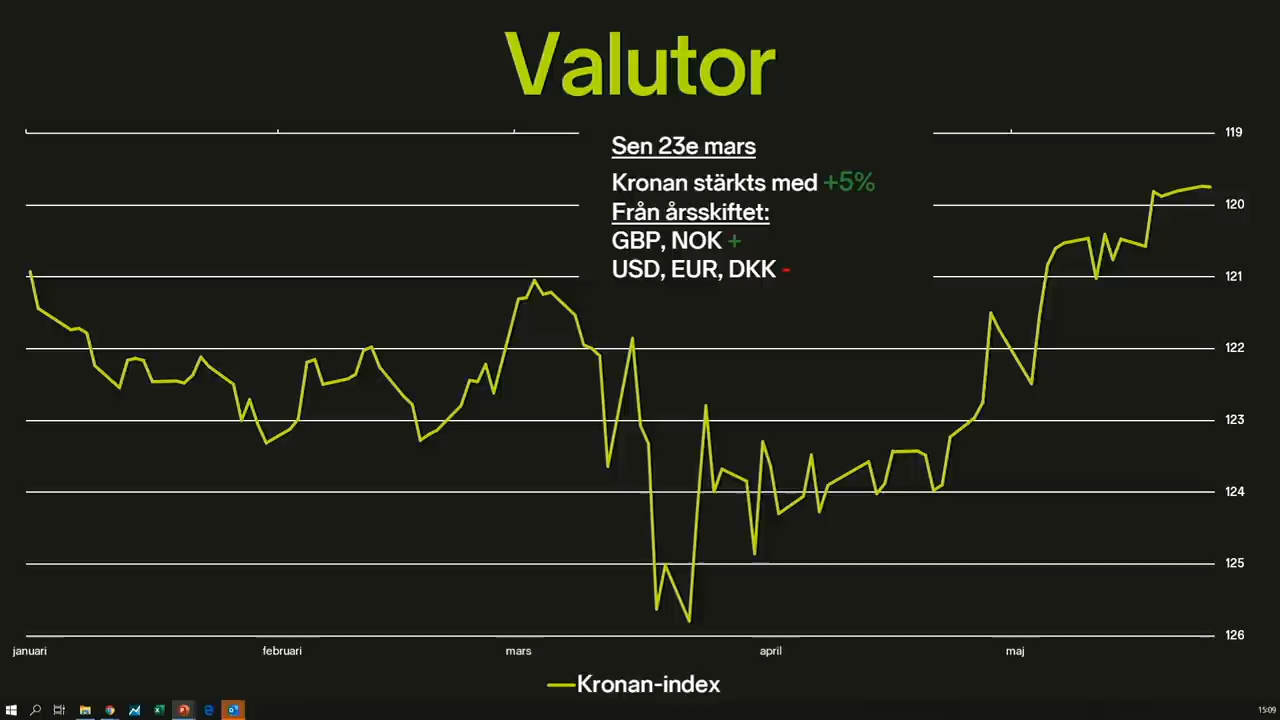 Valutor
Sen 23e mars
Kronan stärkts med +5%
Från årsskiftet:
GBP, NOK +
USD, EUR, DKK -
119
120
121
122
123
124
125
126
januari februari mars april maj
Kronan-index
15:09